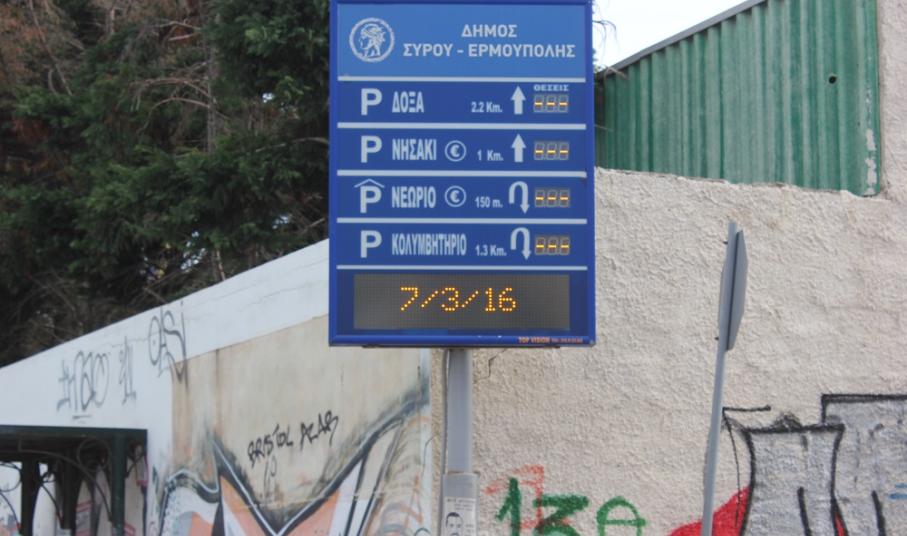 ΔΗΜΟΣ
ΣΥΡΟΥ - ΕΡΜΟΥΠΟΛΗΣ
ΘΕΣΕΙΣ
P ΔΟΞΑ 2.2 Km. ---
P ΝΗΣΑΚΙ € 1 Km. ---
P ΝΕΩΡΙΟ € 150 m. ---
P ΚΟΛΥΜΒΗΤΗΡΙΟ 1.3 Km. ---
7/3/16
TOP VISION